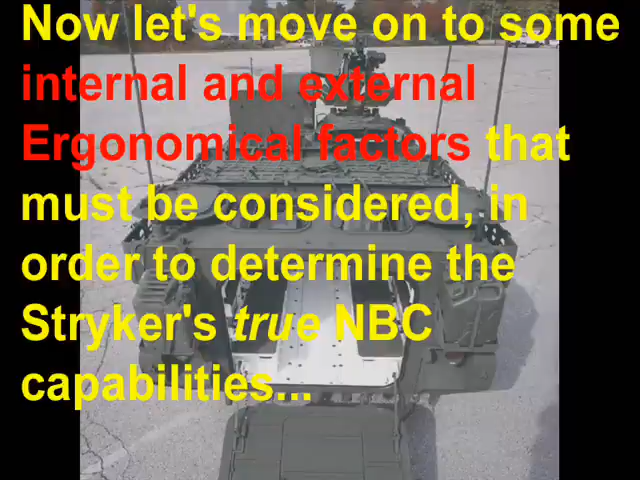 Now let's move on to some
internal and external
Ergonomical factors that
must be considered, in
order to determine the
Stryker's true NBC
capabilities...